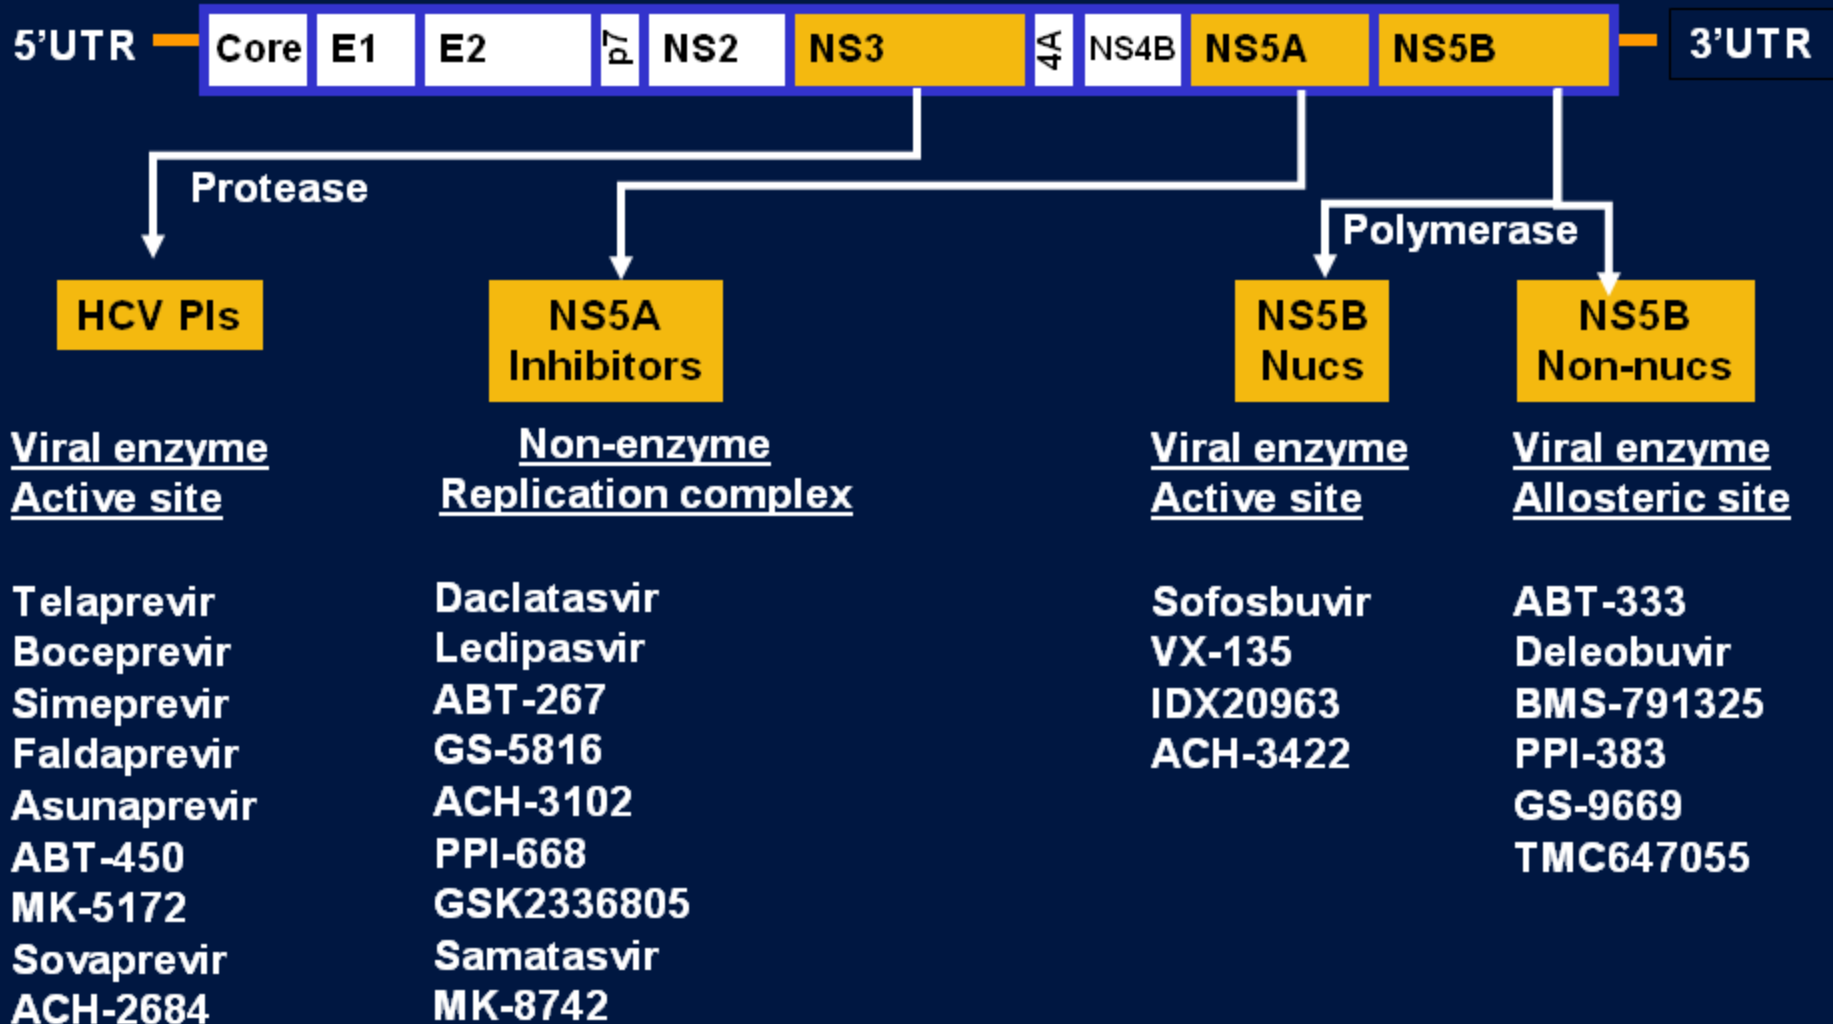 5'UTR Core E1 E2 p7 NS2 NS3 4A NS4B NS5A NS5B 3'UTR
Protease
Polymerase
HCV PIs
NS5A
Inhibitors
NS5B
Nucs
NS5B
Non-nucs
Viral enzyme
Active site
Telaprevir
Boceprevir
Simeprevir
Faldaprevir
Asunaprevir
ABT-450
MK-5172
Sovaprevir
ACH-2684
Non-enzyme
Replication complex
Daclatasvir
Ledipasvir
ABT-267
GS-5816
ACH-3102
PPI-668
GSK2336805
Samatasvir
MK-8742
Viral enzyme
Active site
Sofosbuvir
VX-135
IDX20963
ACH-3422
Viral enzyme
Allosteric site
ABT-333
Deleobuvir
BMS-791325
PPI-383
GS-9669
TMC647055